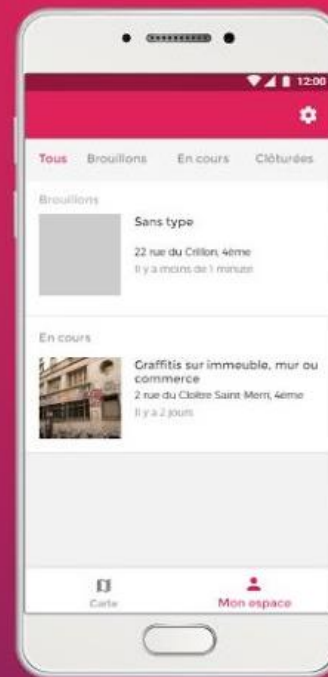 12:00
Tous Brouillons En cours Clôturées
Brouillons
Sans type
22 rue du Crillon, 4ème
Il y a moins de 1 minute
En cours
Graffitis sur immeuble, mur ou
commerce
2 rue du Cloître Saint Merri, 4ème
Il y a 2 jours
Carte Mon espace